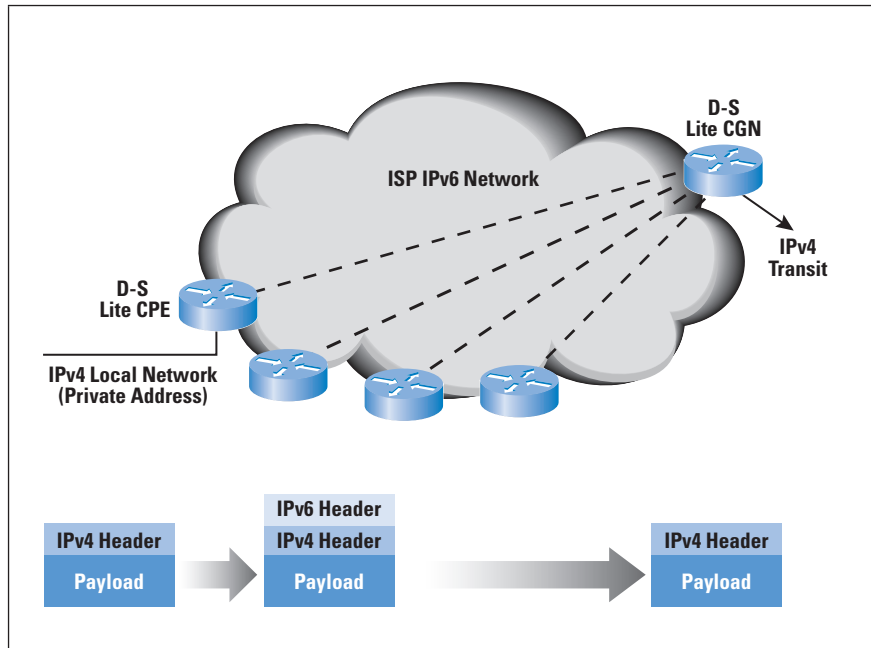 D-S
Lite CGN
ISP IPv6 Network
IPv4
Transit
D-S
Lite CPE
IPv4 Local Network
(Private Address)
IPv6 Header
IPv4 Header
IPv4 Header
IPv4 Header
Payload
Payload
Payload